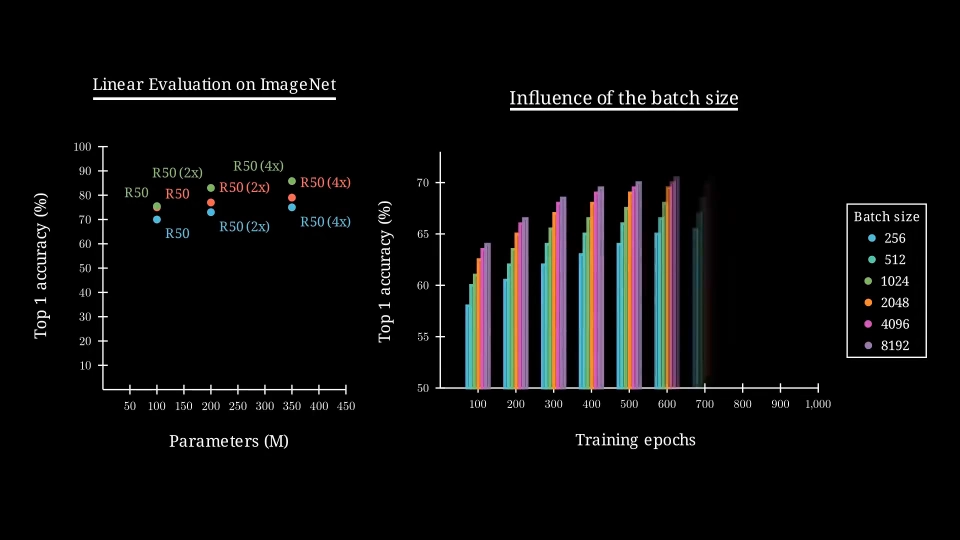 Linear Evaluation on ImageNet
Top 1 accuracy (%)
100
90
80
70
60
50
40
30
20
10
R50 (4x)
R50 (2x)
R50 (4x)
R50 (2x)
R50
R50
R50 (4x)
R50 (2x)
R50
50 100 150 200 250 300 350 400 450
Parameters (M)
Influence of the batch size
Top 1 accuracy (%)
70
65
60
55
50
100 200 300 400 500 600 700 800 900 1,000
Training epochs
Batch size
256
512
1024
2048
4096
8192